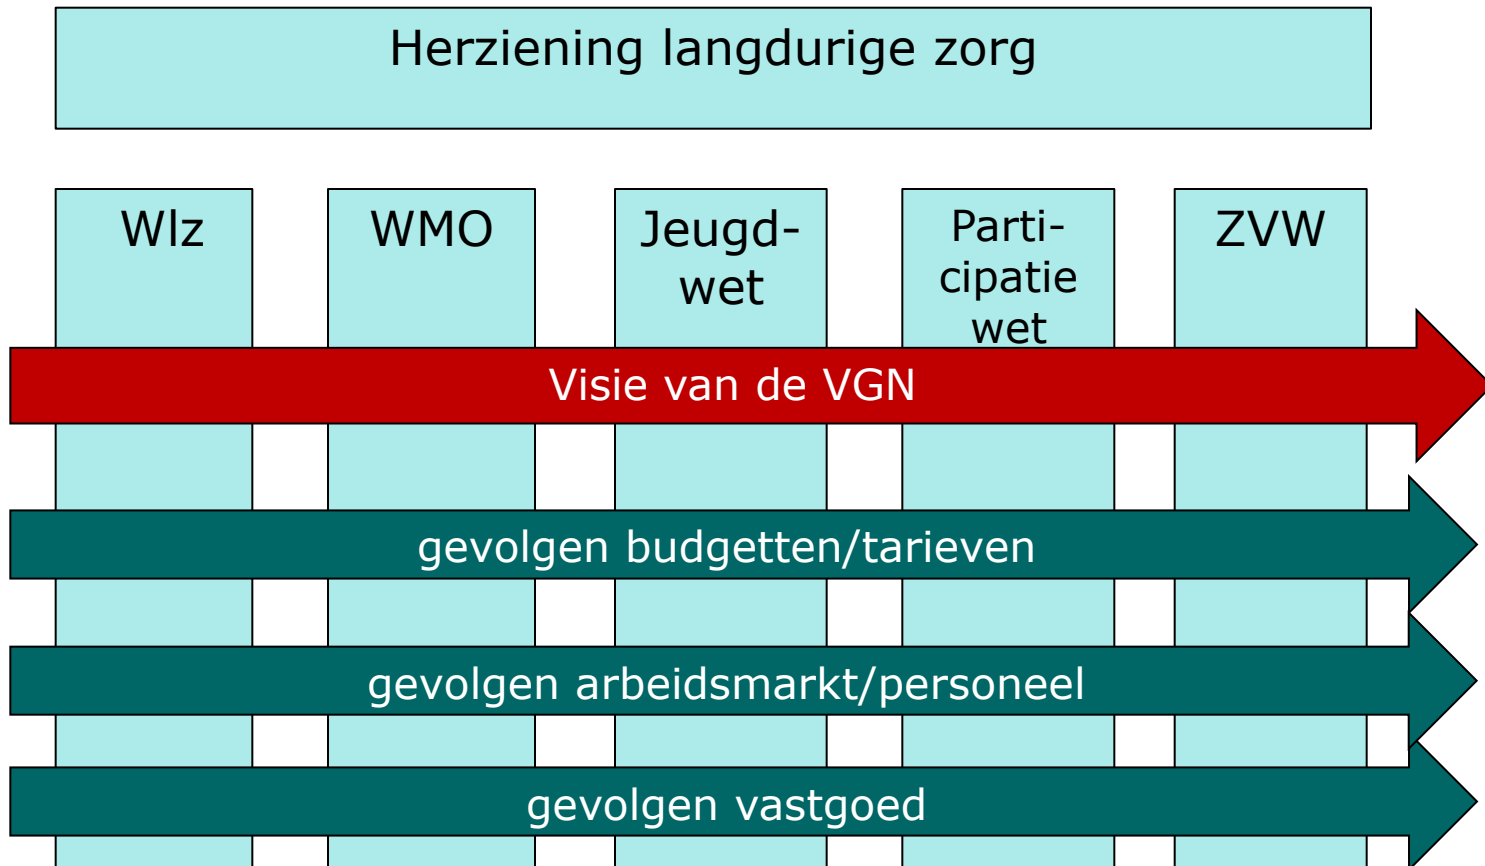 Herziening langdurige zorg
Wlz
WMO
Jeugd-
wet
Parti-
cipatie
wet
ZVW
Visie van de VGN
gevolgen budgetten/tarieven
gevolgen arbeidsmarkt/personeel
gevolgen vastgoed